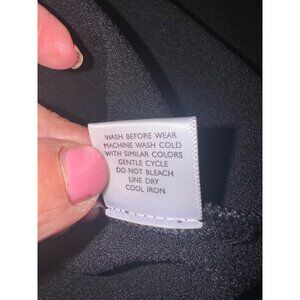 WASH BEFORE WEAR
MACHINE WASH COLD
WITH SIMILAR COLORS
GENTLE CYCLE
DO NOT BLEACH
LINE DRY
COOL IRON